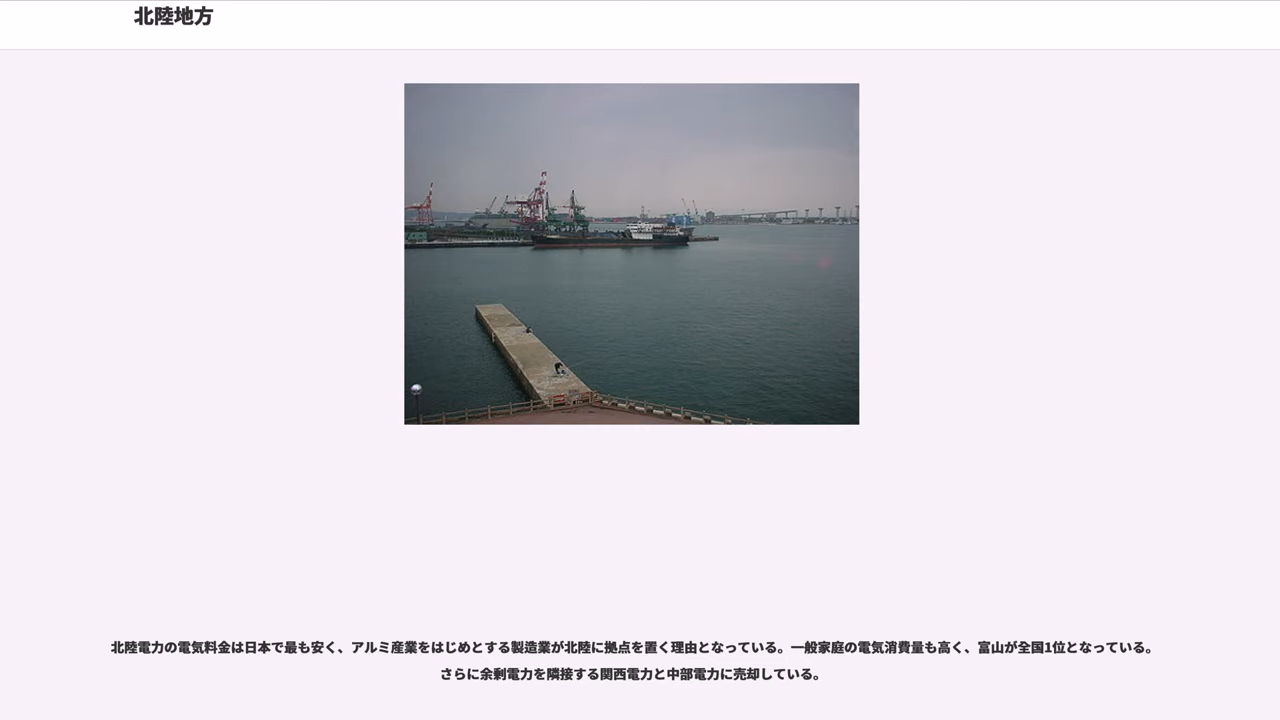 北陸地方
北陸電力の電気料金は日本で最も安く、アルミ産業をはじめとする製造業が北陸に拠点を置く理由となっている。一般家庭の電気消費量も高く、富山が全国1位となっている。
さらに余剰電力を隣接する関西電力と中部電力に売却している。